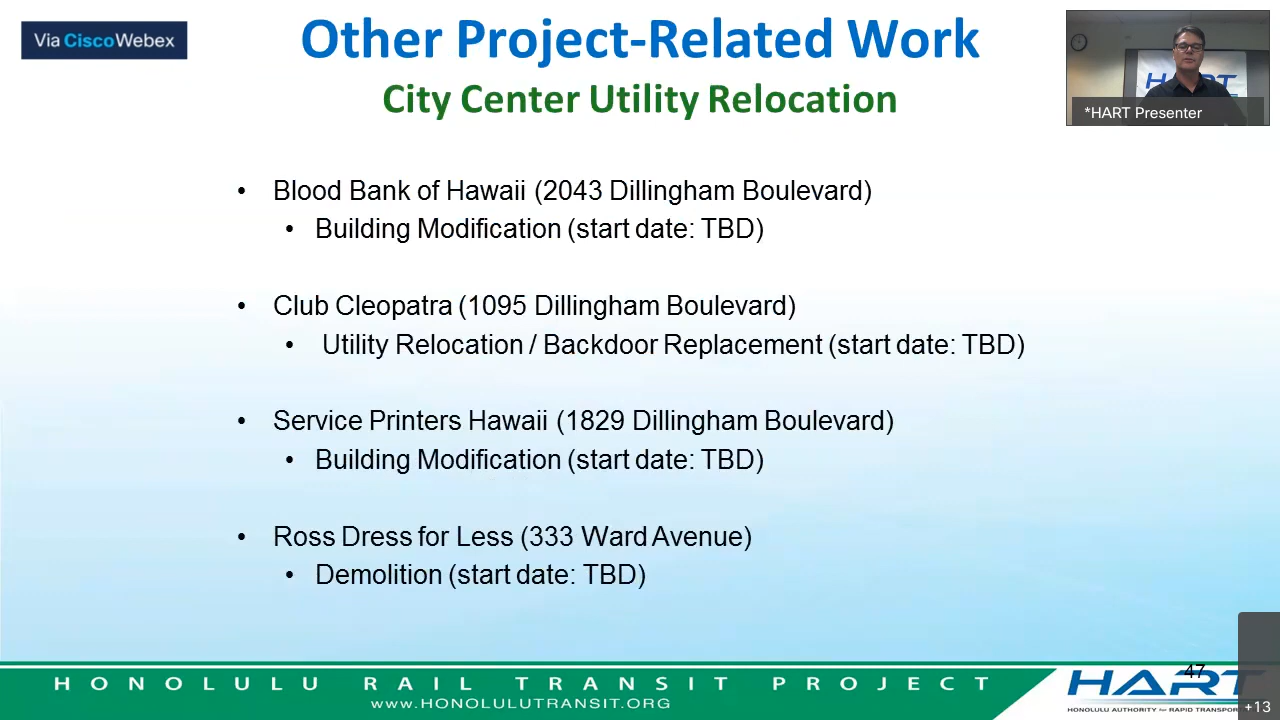 Via CiscoWebex
Other Project-Related Work
City Center Utility Relocation
HART
*HART Presenter
• Blood Bank of Hawaii (2043 Dillingham Boulevard)
• Building Modification (start date: TBD)
• Club Cleopatra (1095 Dillingham Boulevard)
• Utility Relocation / Backdoor Replacement (start date: TBD)
• Service Printers Hawaii (1829 Dillingham Boulevard)
• Building Modification (start date: TBD)
• Ross Dress for Less (333 Ward Avenue)
• Demolition (start date: TBD)
47
HONOLULU RAIL TRANSIT PROJECT
WWW.HONOLULUTRANSIT.ORG
HART
HONOLULU AUTHORITY for RAPID TRANSPOR
+13